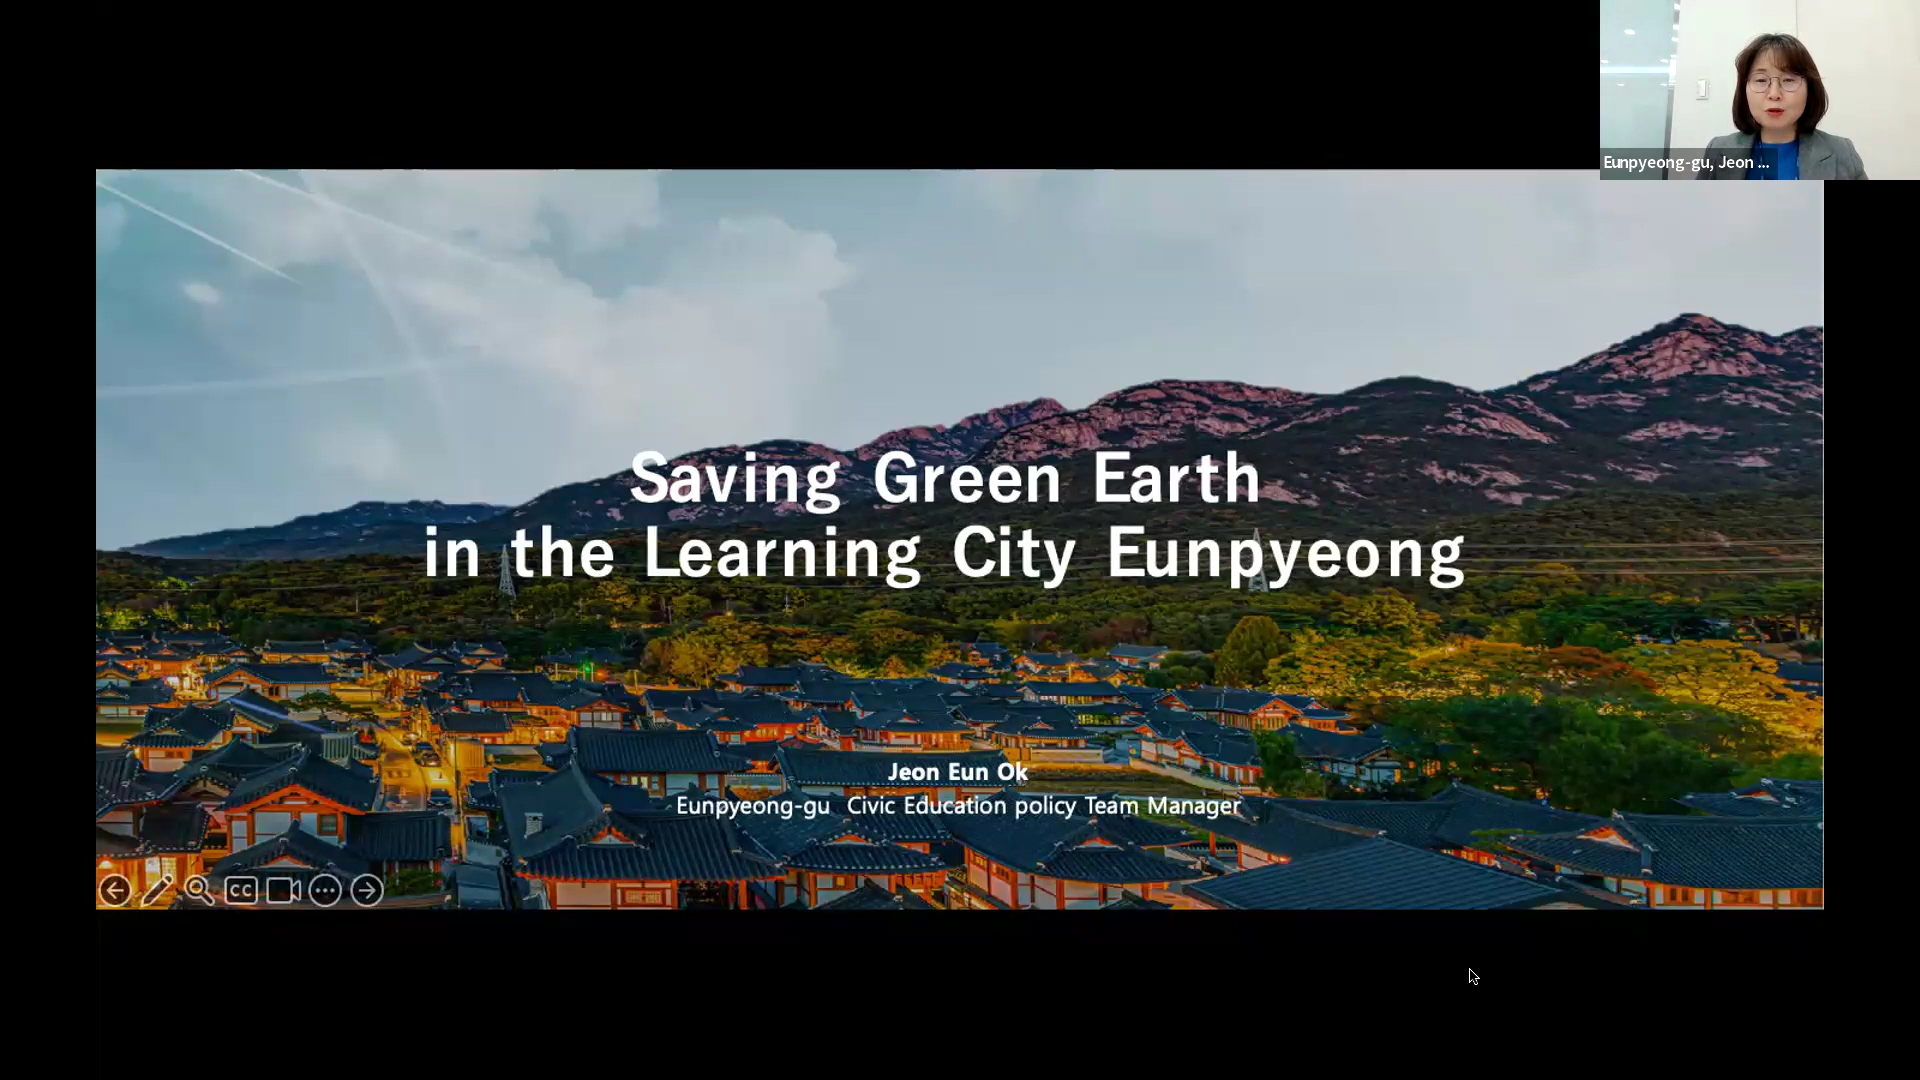 Eunpyeong-gu, Jeon ...
Saving Green Earth
in the Learning City Eunpyeong
Jeon Eun Ok
Eunpyeong-gu Civic Education policy Team Manager
CC